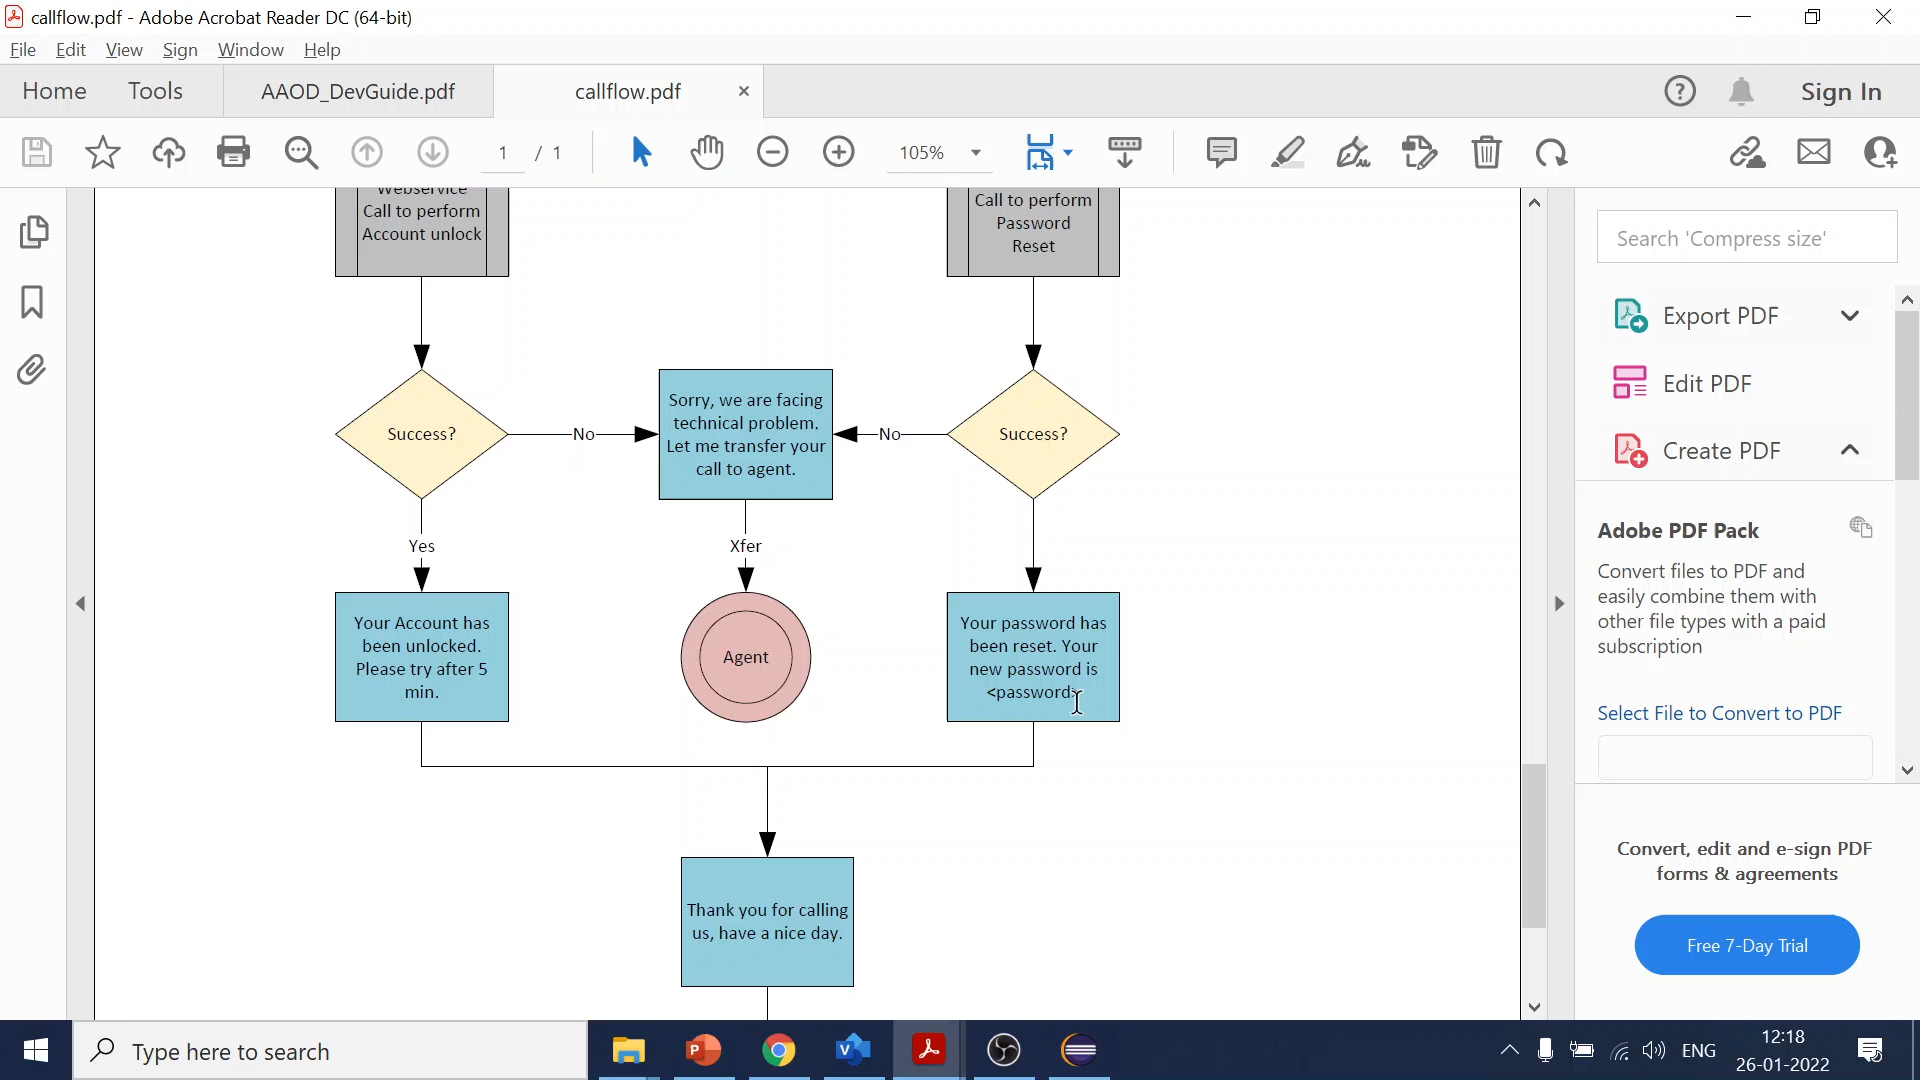 callflow.pdf - Adobe Acrobat Reader DC (64-bit)
File Edit View Sign Window Help
Home Tools AAOD_DevGuide.pdf callflow.pdf × Sign In
1 / 1 105%
Webservice
Call to perform
Account unlock
Call to perform
Password
Reset
Success?
No
Sorry, we are facing
technical problem.
Let me transfer your
call to agent.
No
Success?
Yes
Xfer
Your Account has
been unlocked.
Please try after 5
min.
Agent
Your password has
been reset. Your
new password is
<password>
Thank you for calling
us, have a nice day.
Search 'Compress size'
Export PDF
Edit PDF
Create PDF
Adobe PDF Pack
Convert files to PDF and
easily combine them with
other file types with a paid
subscription
Select File to Convert to PDF
Convert, edit and e-sign PDF
forms & agreements
Free 7-Day Trial
Type here to search
ENG
12:18
26-01-2022